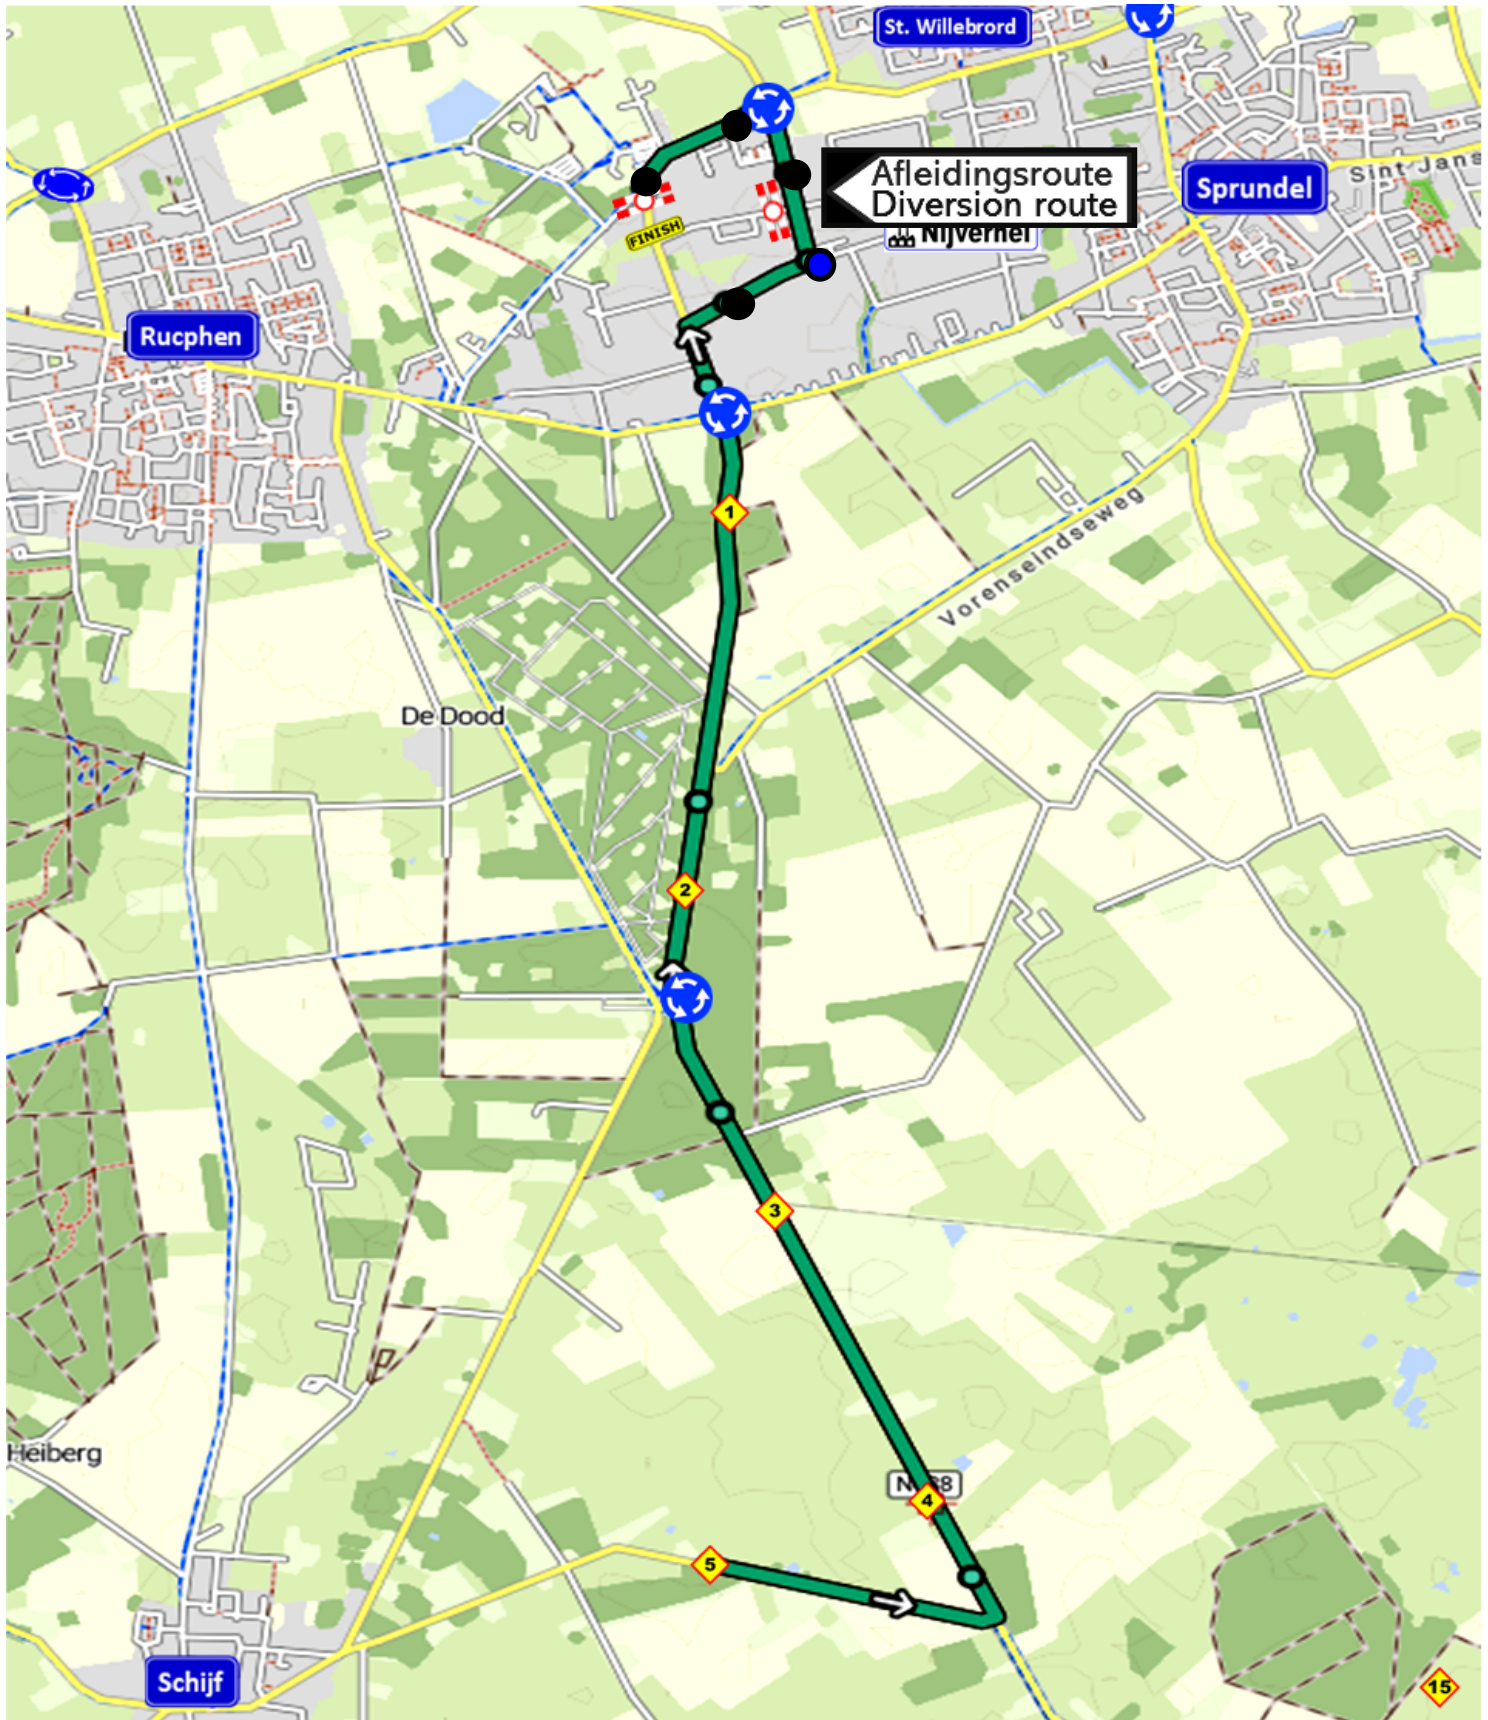 St. Willebrord
Sint Jans
Afleidingsroute
Diversion route
Sprundel
Nijverhei
FINISH
Rucphen
1
Vorenseindseweg
De Dood
2
3
Heiberg
4
5
Schijf
15